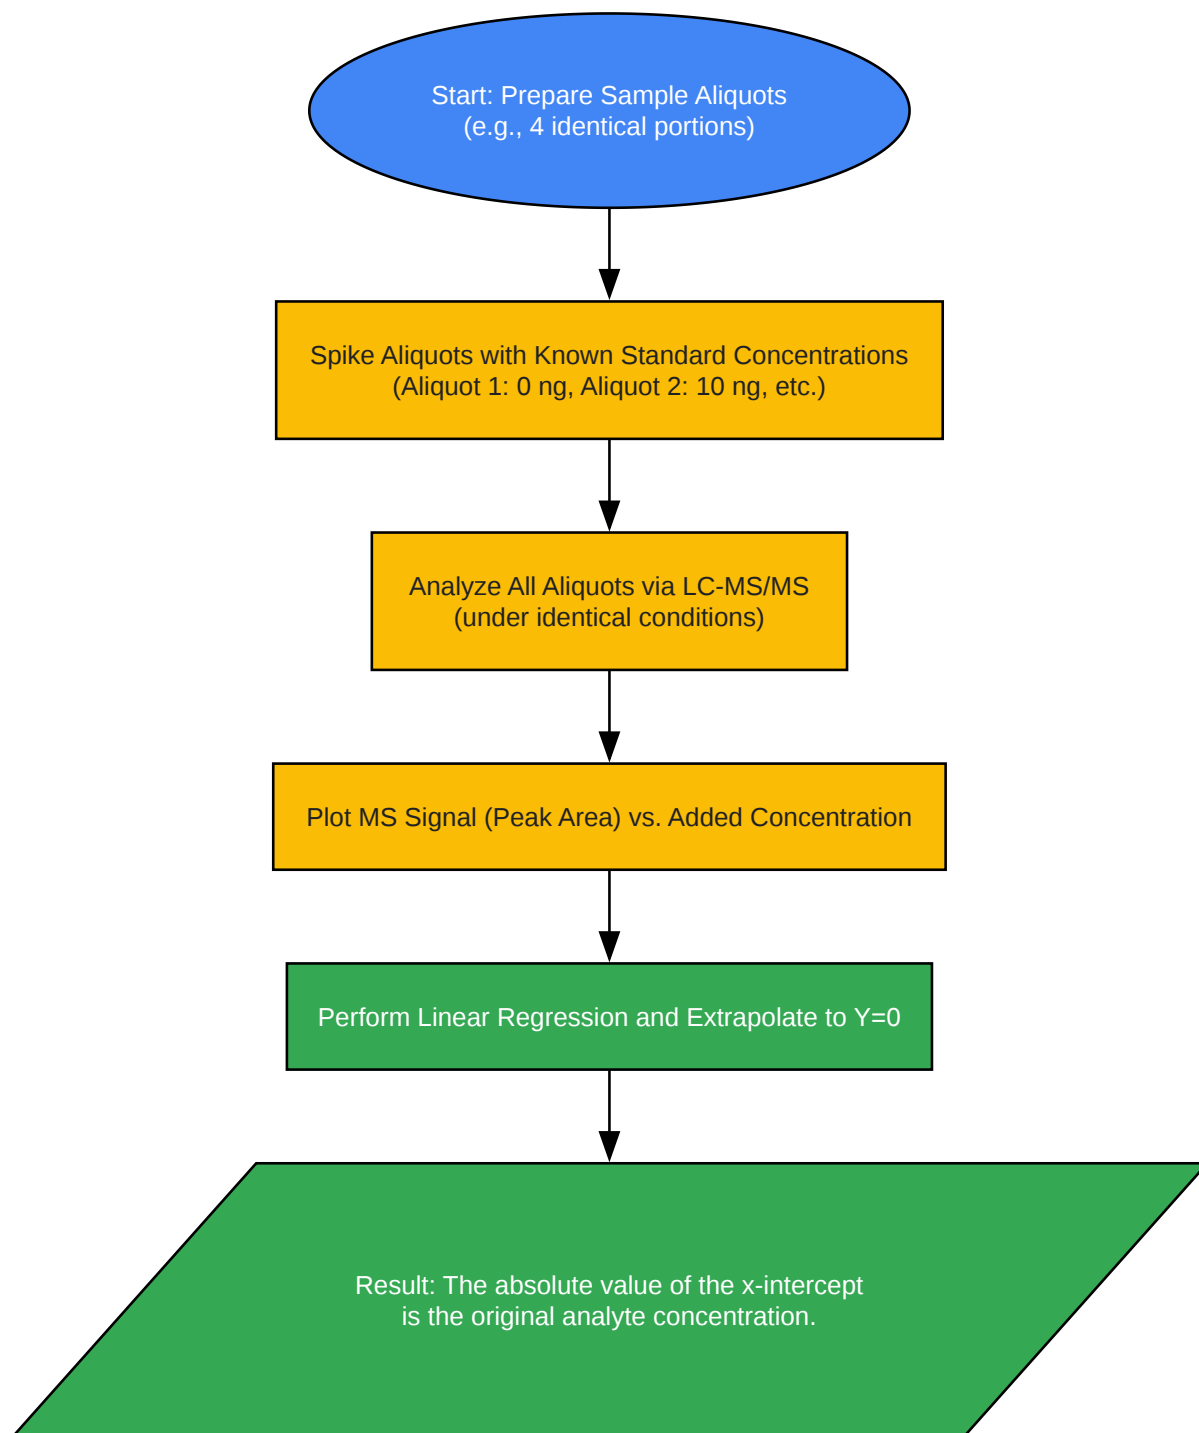 Start: Prepare Sample Aliquots
(e.g., 4 identical portions)
Spike Aliquots with Known Standard Concentrations
(Aliquot 1: 0 ng, Aliquot 2: 10 ng, etc.)
Analyze All Aliquots via LC-MS/MS
(under identical conditions)
Plot MS Signal (Peak Area) vs. Added Concentration
Perform Linear Regression and Extrapolate to Y=0
Result: The absolute value of the x-intercept
is the original analyte concentration.